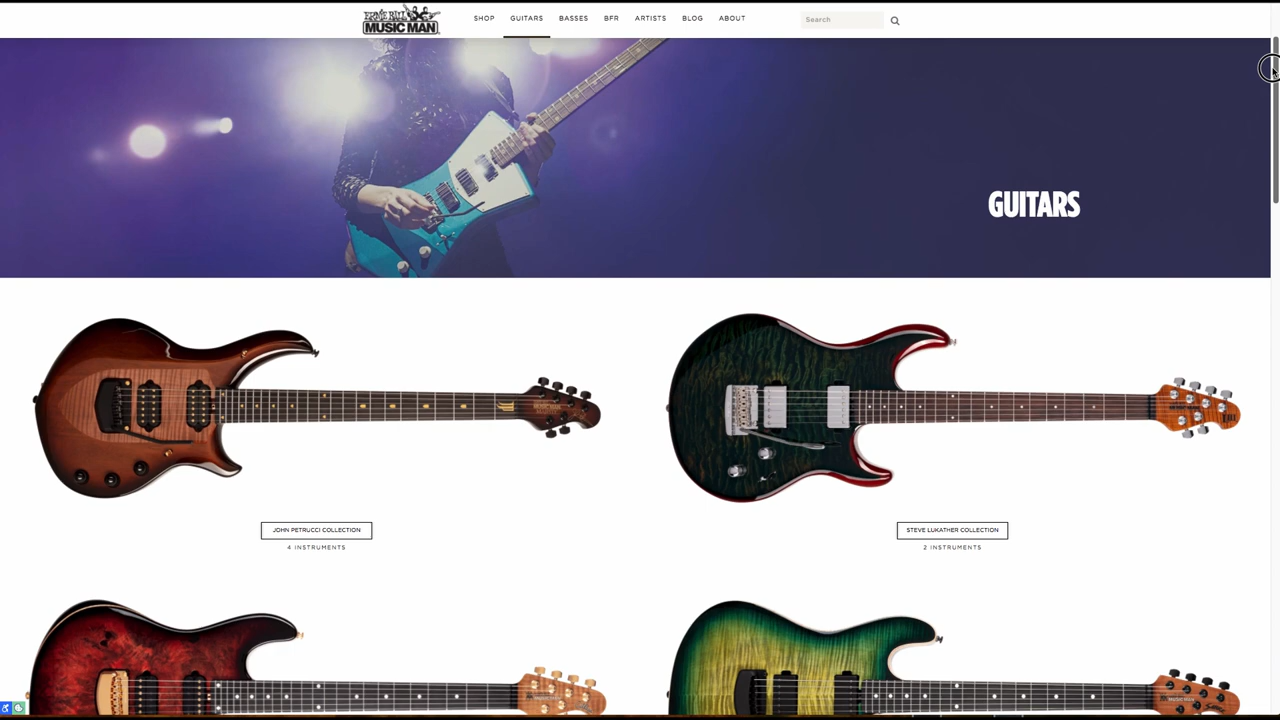 ERNIE BALL
MUSIC MAN
SHOP GUITARS BASSES BFR ARTISTS BLOG ABOUT
Search
GUITARS
JOHN PETRUCCI COLLECTION
4 INSTRUMENTS
STEVE LUKATHER COLLECTION
2 INSTRUMENTS